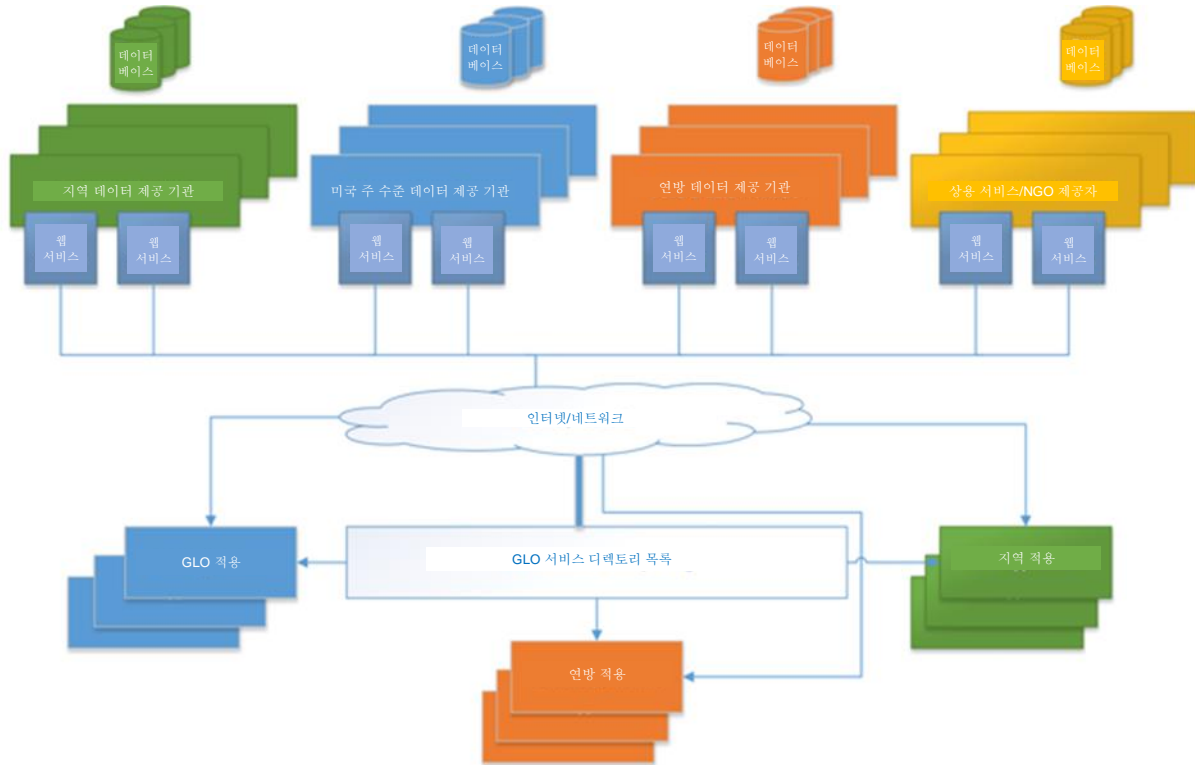 데이터
베이스
데이터
베이스
데이터
베이스
데이터
베이스
지역 데이터 제공 기관
미국 주 수준 데이터 제공 기관
연방 데이터 제공 기관
상용 서비스/NGO 제공자
웹
서비스
웹
서비스
웹
서비스
웹
서비스
웹
서비스
웹
서비스
웹
서비스
웹
서비스
인터넷/네트워크
GLO 적용
GLO 서비스 디렉토리 목록
지역 적용
연방 적용